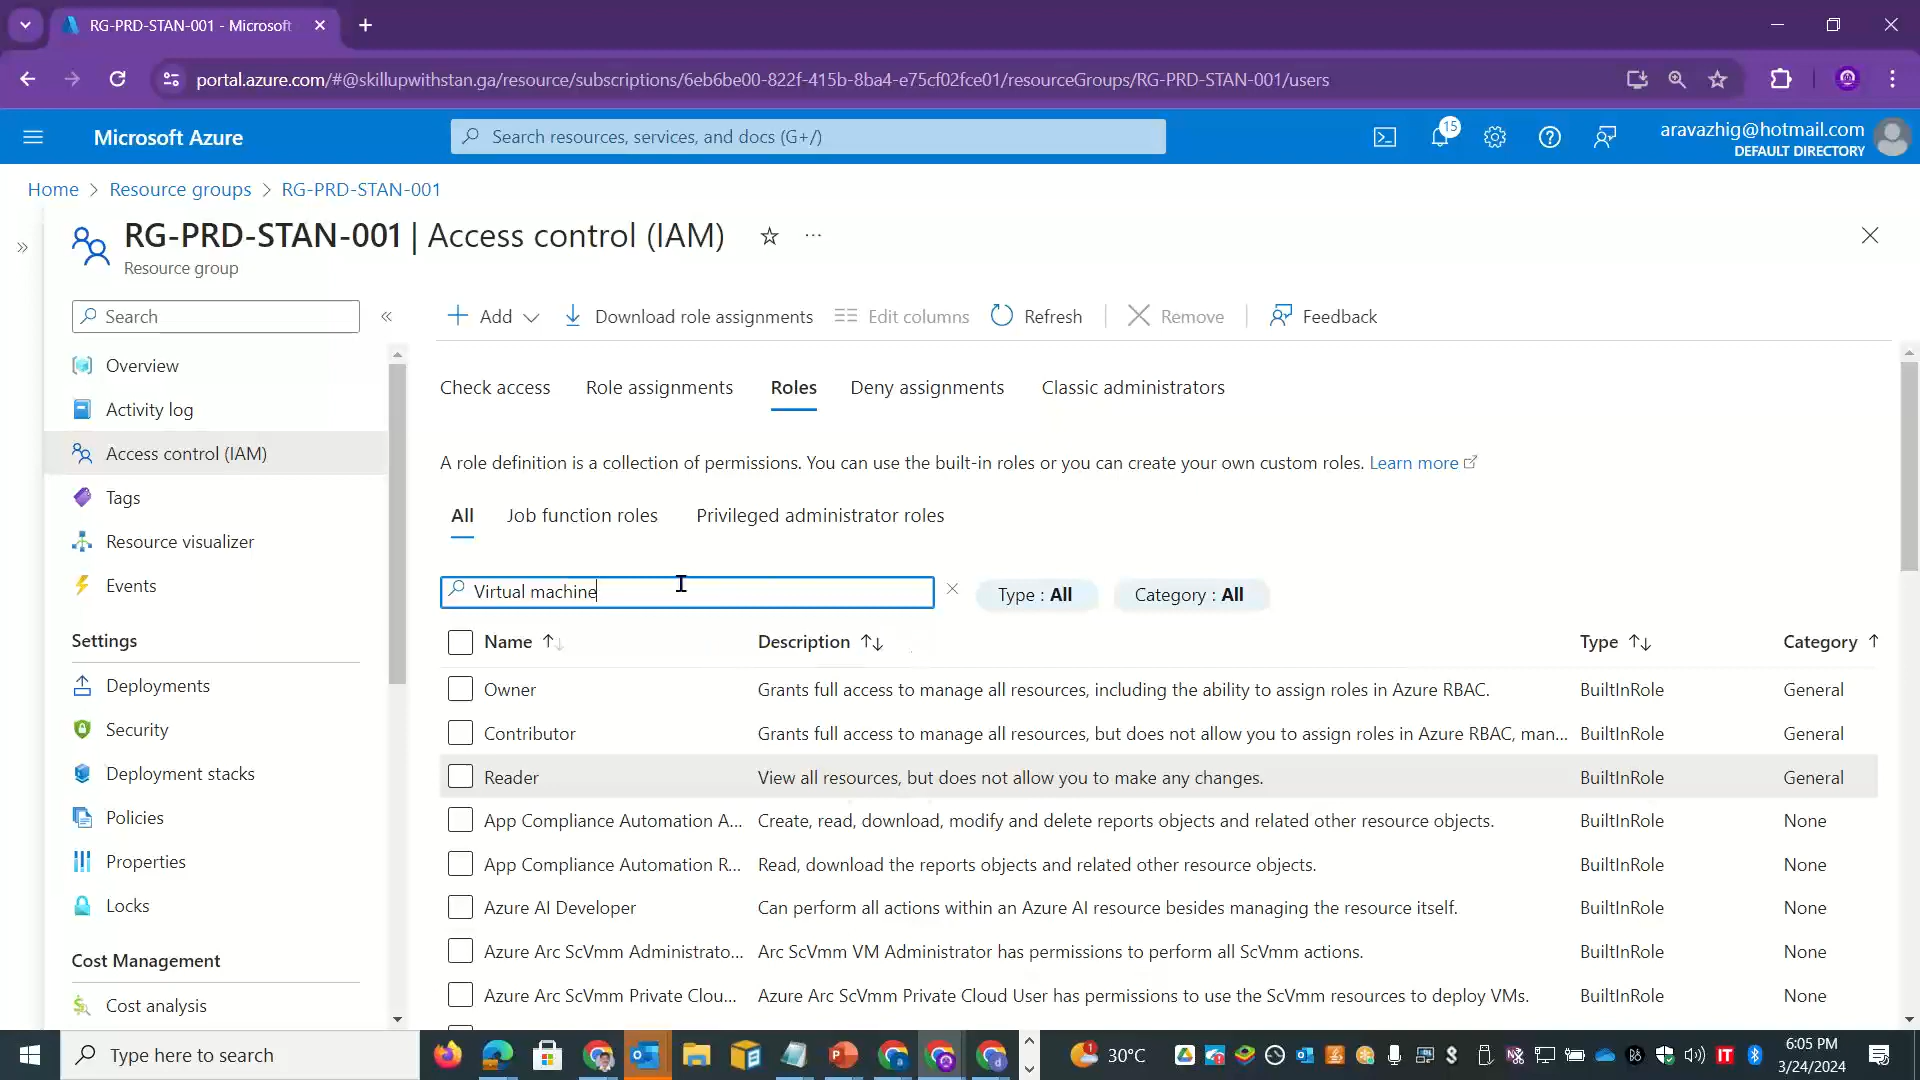 RG-PRD-STAN-001 - Microsoft
portal.azure.com/#@skillupwithstan.ga/resource/subscriptions/6eb6be00-822f-415b-8ba4-e75cf02fce01/resourceGroups/RG-PRD-STAN-001/users
Microsoft Azure
Search resources, services, and docs (G+/)
15
aravazhig@hotmail.com
DEFAULT DIRECTORY
Home > Resource groups > RG-PRD-STAN-001
RG-PRD-STAN-001 | Access control (IAM)
Resource group
Search
Add
Download role assignments
Edit columns
Refresh
Remove
Feedback
Overview
Activity log
Access control (IAM)
Tags
Resource visualizer
Events
Settings
Deployments
Security
Deployment stacks
Policies
Properties
Locks
Cost Management
Cost analysis
Check access
Role assignments
Roles
Deny assignments
Classic administrators
A role definition is a collection of permissions. You can use the built-in roles or you can create your own custom roles. Learn more
All
Job function roles
Privileged administrator roles
Virtual machine
Type : All
Category : All
Name Description Type Category
Owner Grants full access to manage all resources, including the ability to assign roles in Azure RBAC. BuiltInRole General
Contributor Grants full access to manage all resources, but does not allow you to assign roles in Azure RBAC, man... BuiltInRole General
Reader View all resources, but does not allow you to make any changes. BuiltInRole General
App Compliance Automation A... Create, read, download, modify and delete reports objects and related other resource objects. BuiltInRole None
App Compliance Automation R... Read, download the reports objects and related other resource objects. BuiltInRole None
Azure AI Developer Can perform all actions within an Azure AI resource besides managing the resource itself. BuiltInRole None
Azure Arc ScVmm Administrato... Arc ScVmm VM Administrator has permissions to perform all ScVmm actions. BuiltInRole None
Azure Arc ScVmm Private Clou... Azure Arc ScVmm Private Cloud User has permissions to use the ScVmm resources to deploy VMs. BuiltInRole None
Type here to search
30°C
6:05 PM
3/24/2024